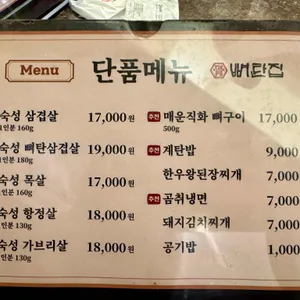 Menu
단품메뉴
뼈탄집
숙성 삼겹살 17,000원
1인분 160g
숙성 뼈탄삼겹살 19,000원
1인분 180g
숙성 목살 17,000원
1인분 160g
숙성 항정살 18,000원
1인분 130g
숙성 가브리살 18,000원
1인분 130g
추천 매운직화 뼈구이 17,000
500g
추천 계란밥 9,000
한우왕된장찌개 7,000
추천 곰취냉면 7,000
돼지김치찌개 7,000
공기밥 1,000